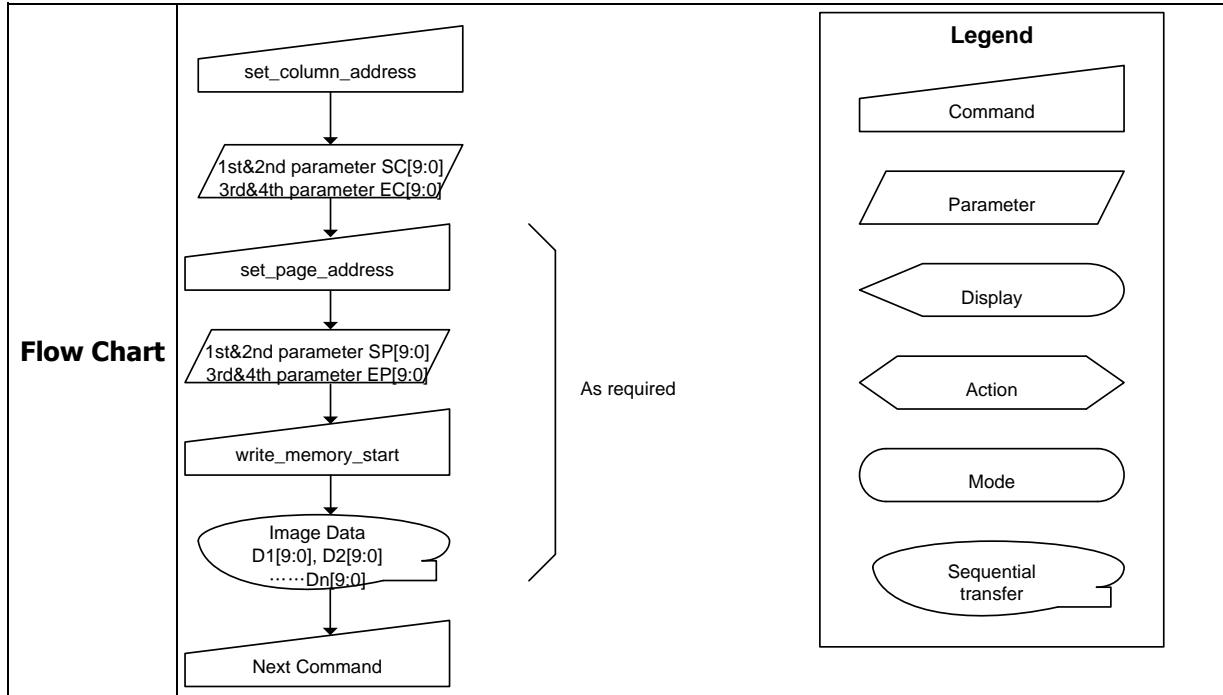 Flow Chart
set_column_address
1st&2nd parameter SC[9:0]
3rd&4th parameter EC[9:0]
set_page_address
1st&2nd parameter SP[9:0]
3rd&4th parameter EP[9:0]
write_memory_start
Image Data
D1[9:0], D2[9:0]
……Dn[9:0]
Next Command
As required
Legend
Command
Parameter
Display
Action
Mode
Sequential
transfer